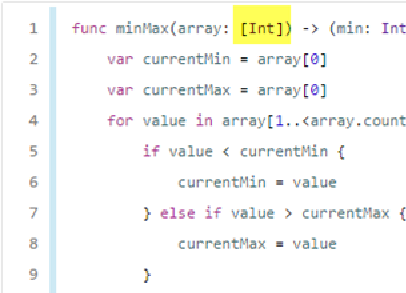 1 func minMax(array: [Int]) -> (min: Int
2 var currentMin = array[0]
3 var currentMax = array[0]
4 for value in array[1..<array.count
5 if value < currentMin {
6 currentMin = value
7 } else if value > currentMax {
8 currentMax = value
9 }